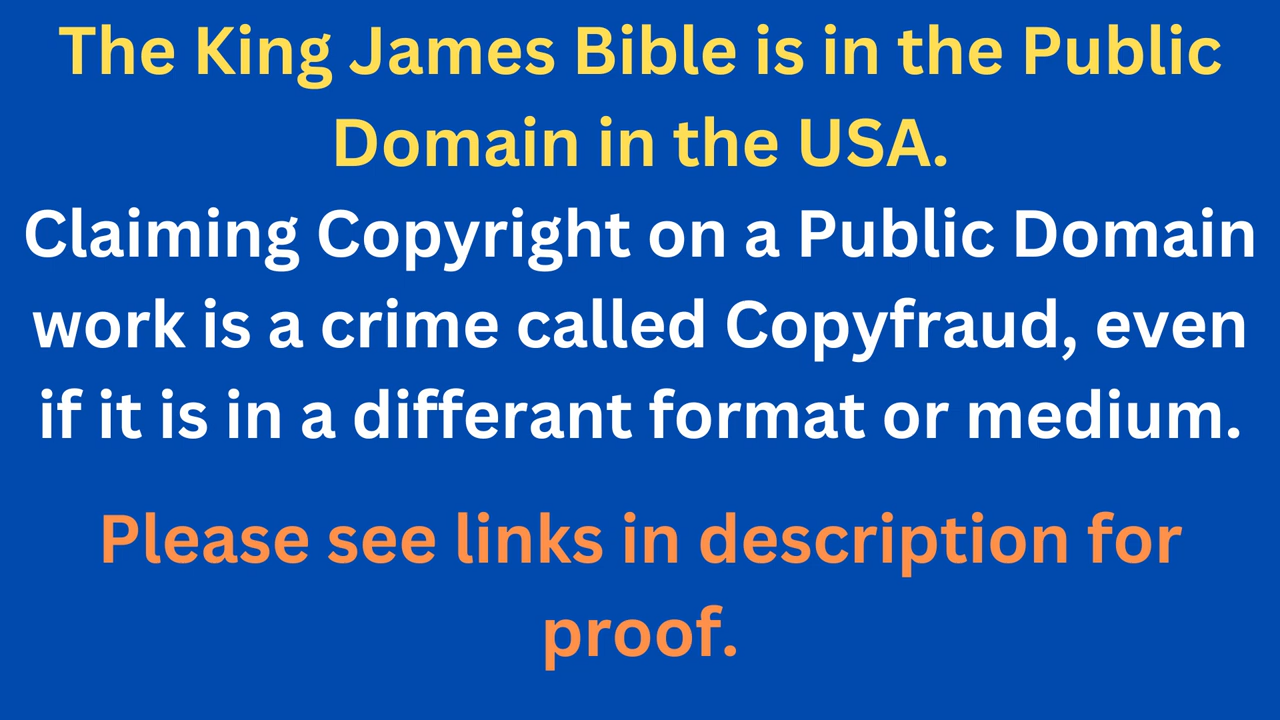 The King James Bible is in the Public
Domain in the USA.
Claiming Copyright on a Public Domain
work is a crime called Copyfraud, even
if it is in a differant format or medium.
Please see links in description for
proof.